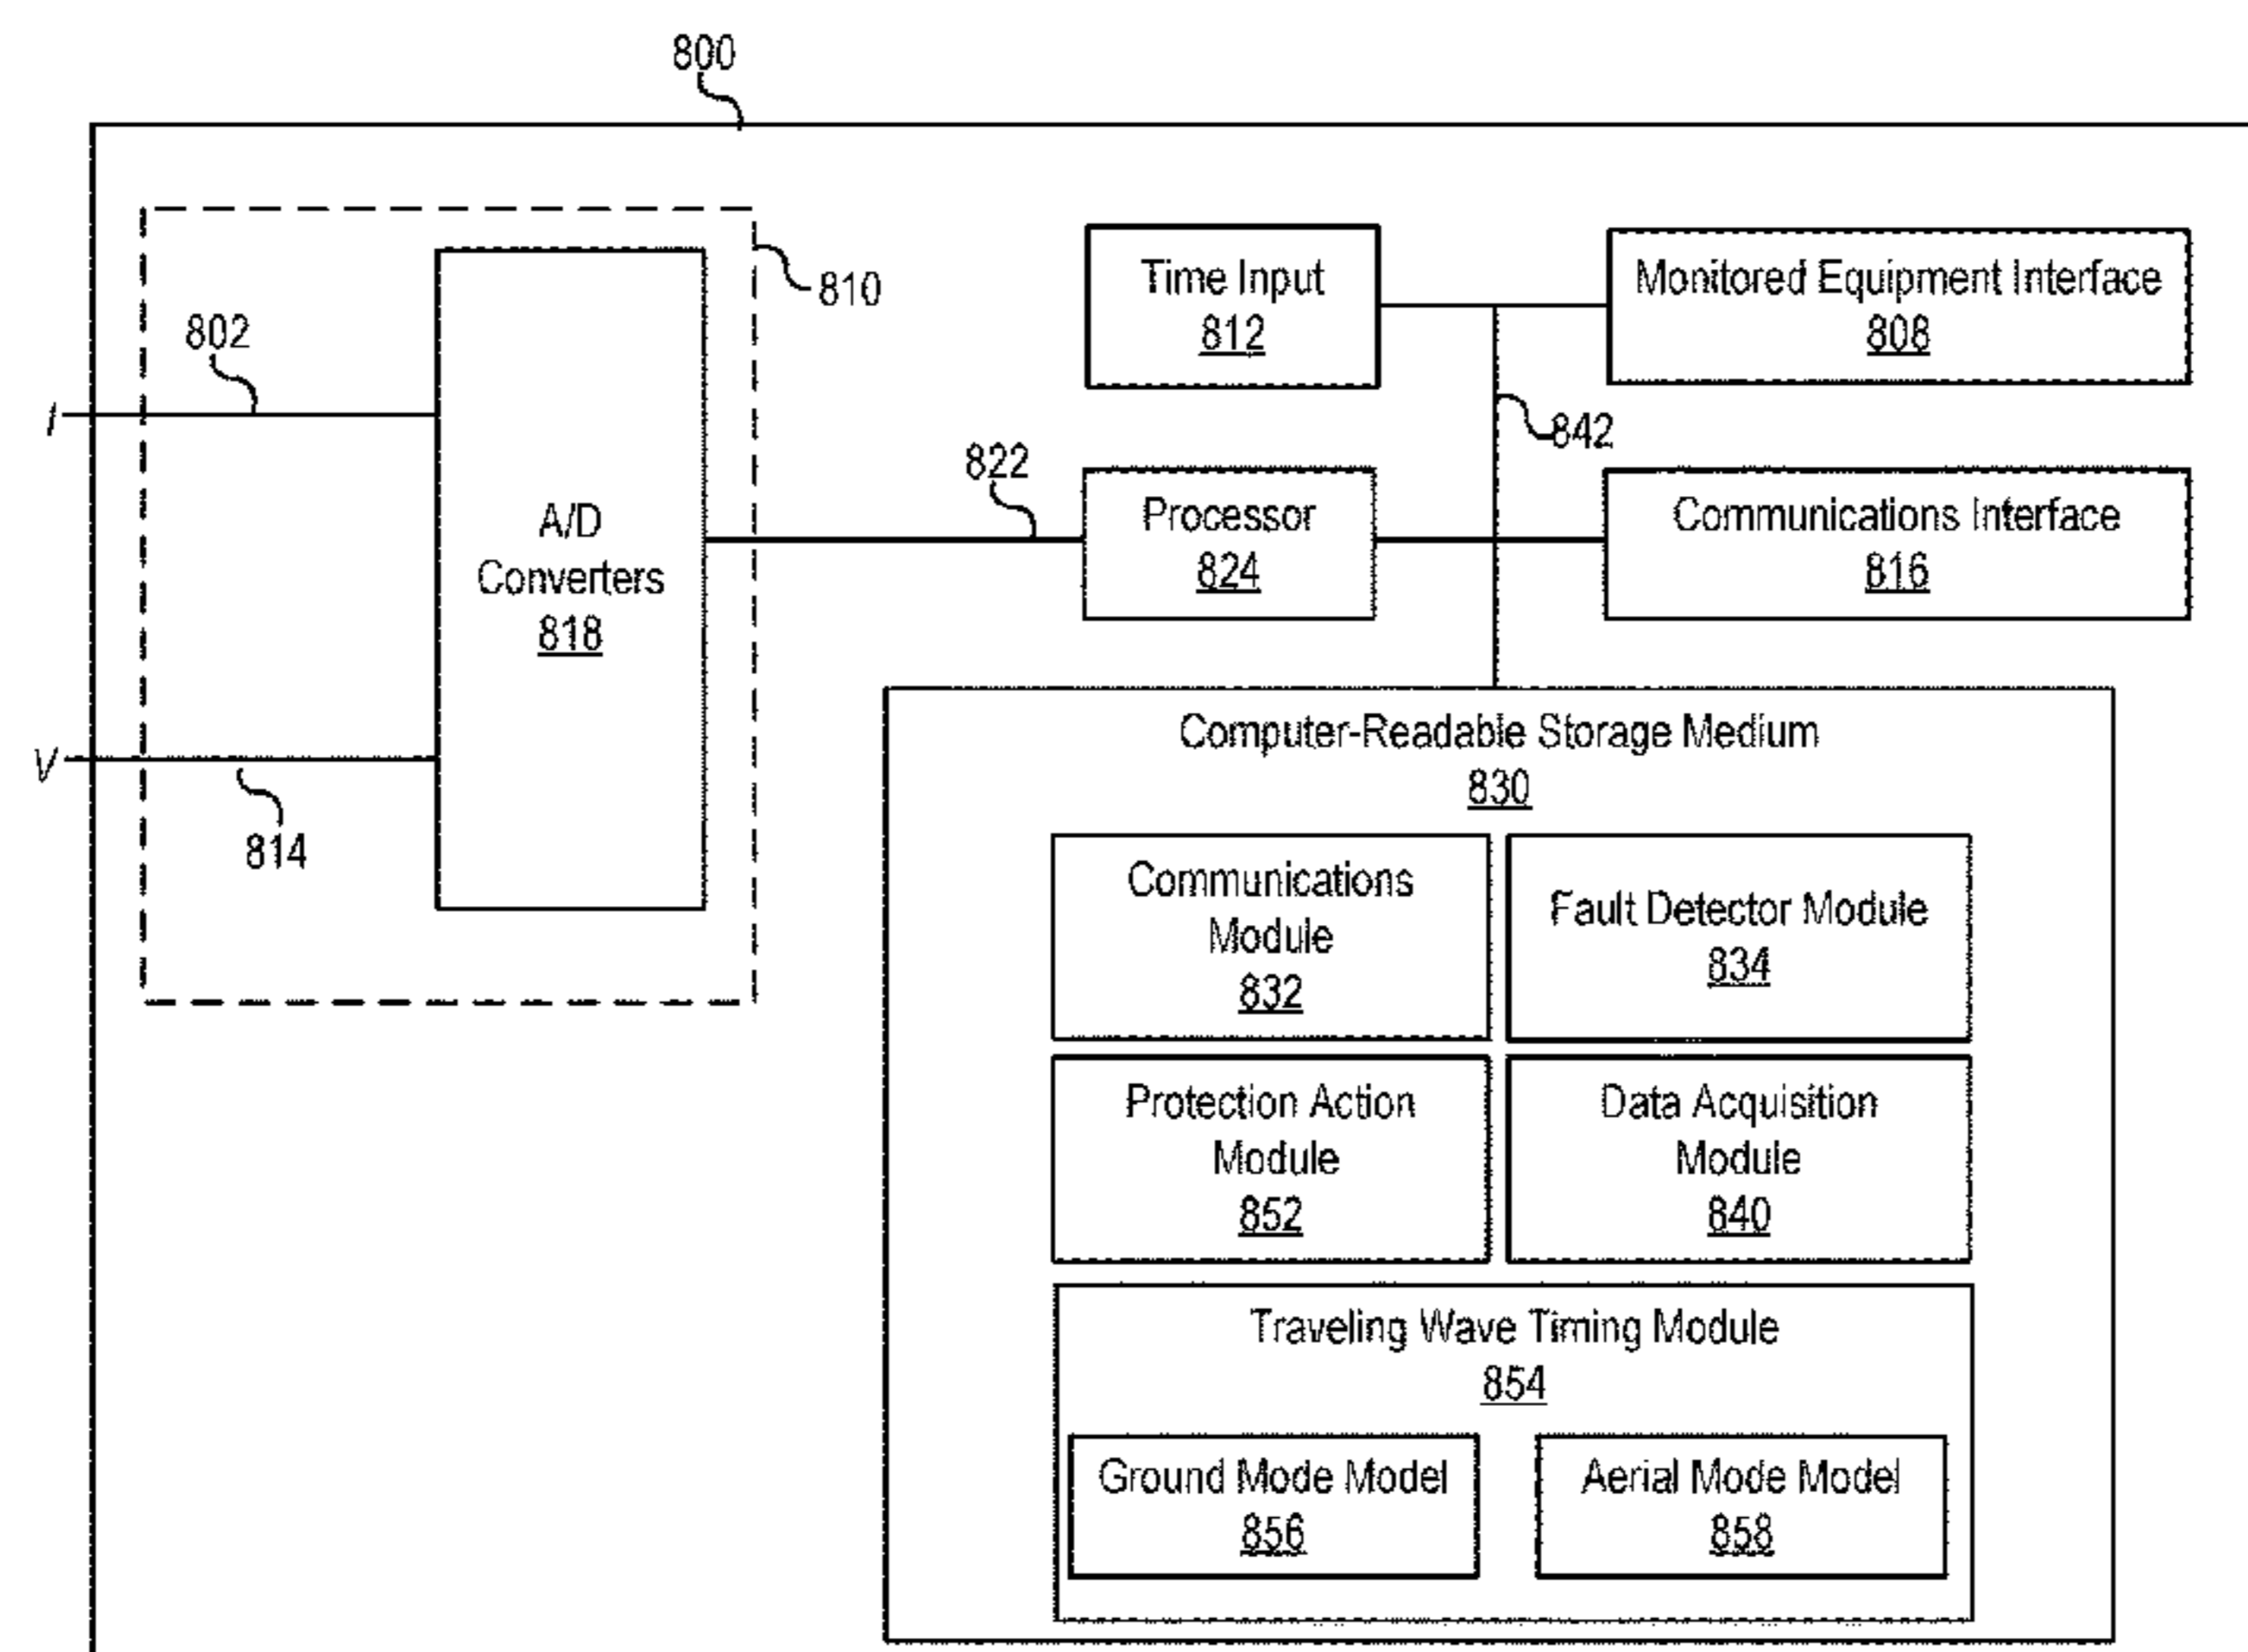 800
810
802
I
A/D
Converters
818
V
814
822
Time Input
812
Monitored Equipment Interface
808
842
Processor
824
Communications Interface
816
Computer-Readable Storage Medium
830
Communications
Module
832
Fault Detector Module
834
Protection Action
Module
852
Data Acquisition
Module
840
Traveling Wave Timing Module
854
Ground Mode Model
856
Aerial Mode Model
858